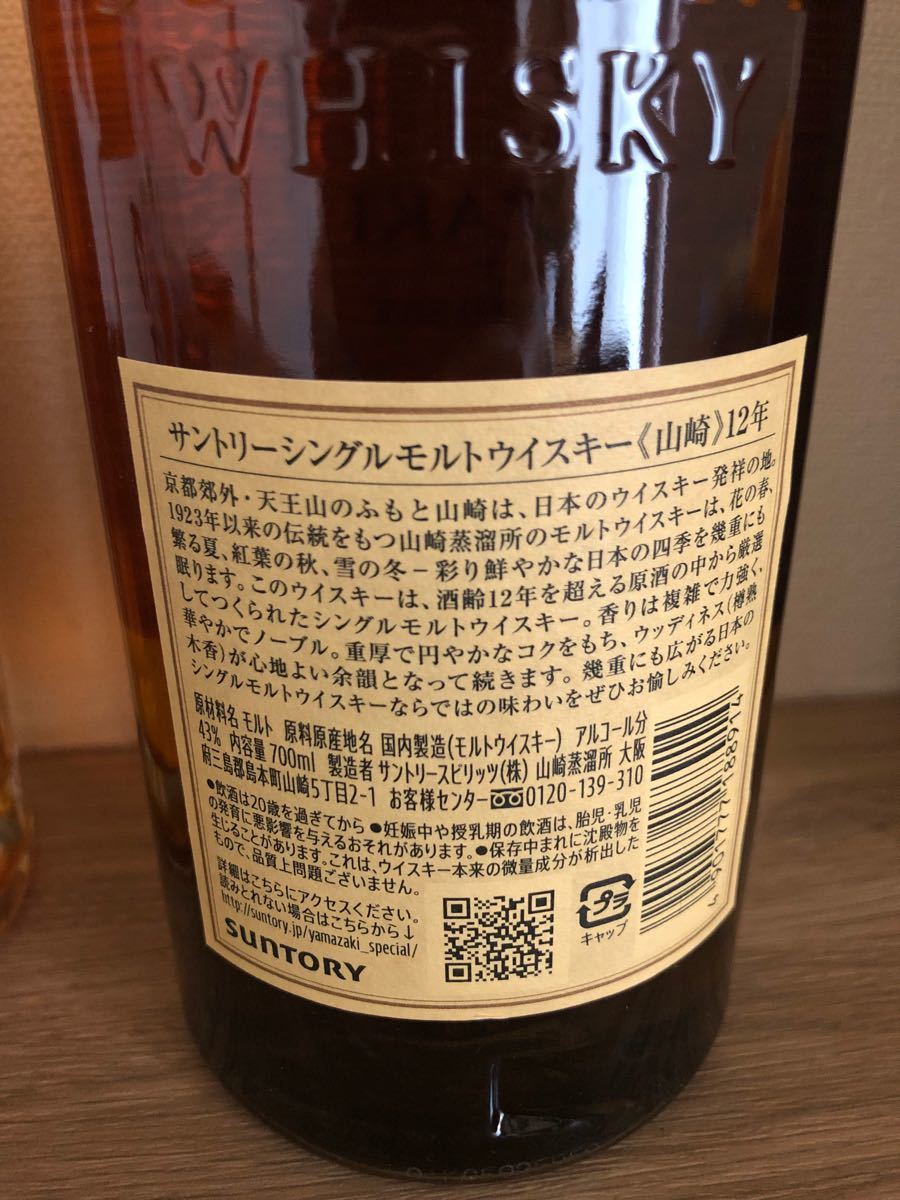 WHISKY
サントリーシングルモルトウイスキー《山崎》12年
京都郊外・天王山のふもと山崎は、日本のウイスキー発祥の地。
1923年以来の伝統をもつ山崎蒸溜所のモルトウイスキーは、花の春、
繁る夏、紅葉の秋、雪の冬－彩り鮮やかな日本の四季を幾重にも
眠ります。このウイスキーは、酒齢12年を超える原酒の中から厳選
してつくられたシングルモルトウイスキー。香りは複雑で力強く、
華やかでノーブル。重厚で円やかなコクをもち、ウッディネス（樽熟
木香）が心地よい余韻となって続きます。幾重にも広がる日本の
シングルモルトウイスキーならではの味わいをぜひお愉しみください。
原材料名 モルト 原料原産地名 国内製造(モルトウイスキー) アルコール分
43% 内容量700ml 製造者 サントリースピリッツ(株) 山崎蒸溜所 大阪
府三島郡島本町山崎5丁目2-1 お客様センター 0120-139-310
●飲酒は20歳を過ぎてから ●妊娠中や授乳期の飲酒は、胎児・乳児
の発育に悪影響を与えるおそれがあります。●保存中まれに沈殿物を
生じることがあります。これは、ウイスキー本来の微量成分が析出した
もので、品質上問題ございません。
詳細はこちらにアクセスください。
読みとれない場合はこちらから↓
http://suntory.jp/yamazaki_special/
SUNTORY
プラ
キャップ
4 901777 188914